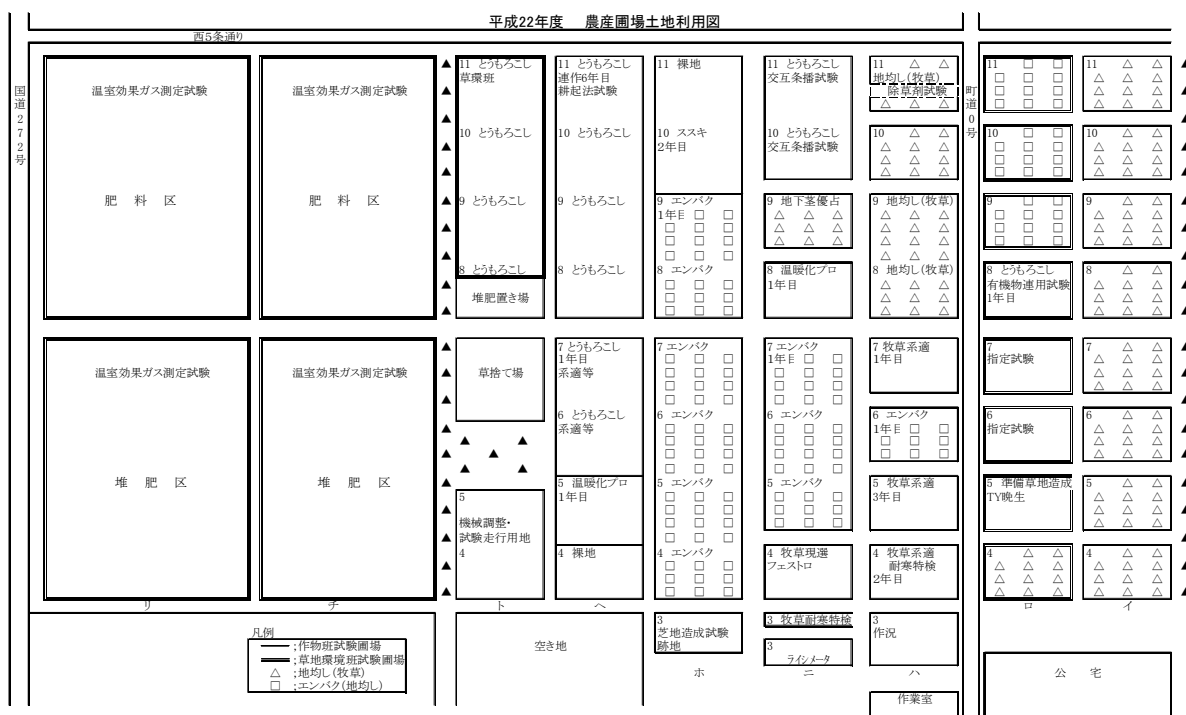 平成22年度 農産圃場土地利用図
西5条通り
国道272号
温室効果ガス測定試験
肥 料 区
温室効果ガス測定試験
肥 料 区
温室効果ガス測定試験
堆 肥 区
リ
温室効果ガス測定試験
堆 肥 区
チ
11 とうもろこし
草環班
10 とうもろこし
9 とうもろこし
8 とうもろこし
堆肥置き場
草捨て場
5
機械調整・
試験走行用地
4
ト
11 とうもろこし
連作6年目
耕起法試験
10 とうもろこし
9 とうもろこし
8 とうもろこし
7 とうもろこし
1年目
系適等
6 とうもろこし
系適等
5 温暖化プロ
1年目
4 裸地
ヘ
空き地
11 裸地
10 ススキ
2年目
9 エンバク
1年目
8 エンバク
7 エンバク
6 エンバク
5 エンバク
4 エンバク
3
芝地造成試験
跡地
ホ
11 とうもろこし
交互条播試験
10 とうもろこし
交互条播試験
9 地下茎優占
8 温暖化プロ
1年目
7 エンバク
1年目
6 エンバク
5 エンバク
4 牧草現選
フェストロ
3 牧草耐寒特検
3
ライシメータ
ニ
11
地均し(牧草)
除草剤試験
10
9 地均し(牧草)
8 地均し(牧草)
7 牧草系適
1年目
6 エンバク
1年目
5 牧草系適
3年目
4 牧草系適
耐寒特検
2年目
3
作況
ハ
作業室
町道0号
11
10
9
8 とうもろこし
有機物連用試験
1年目
7
指定試験
6
指定試験
5 準備草地造成
TY晩生
4
ロ
11
10
9
8
7
6
5
4
イ
公 宅
凡例
;作物班試験圃場
;草地環境班試験圃場
△ ;地均し(牧草)
□ ;エンバク(地均し)